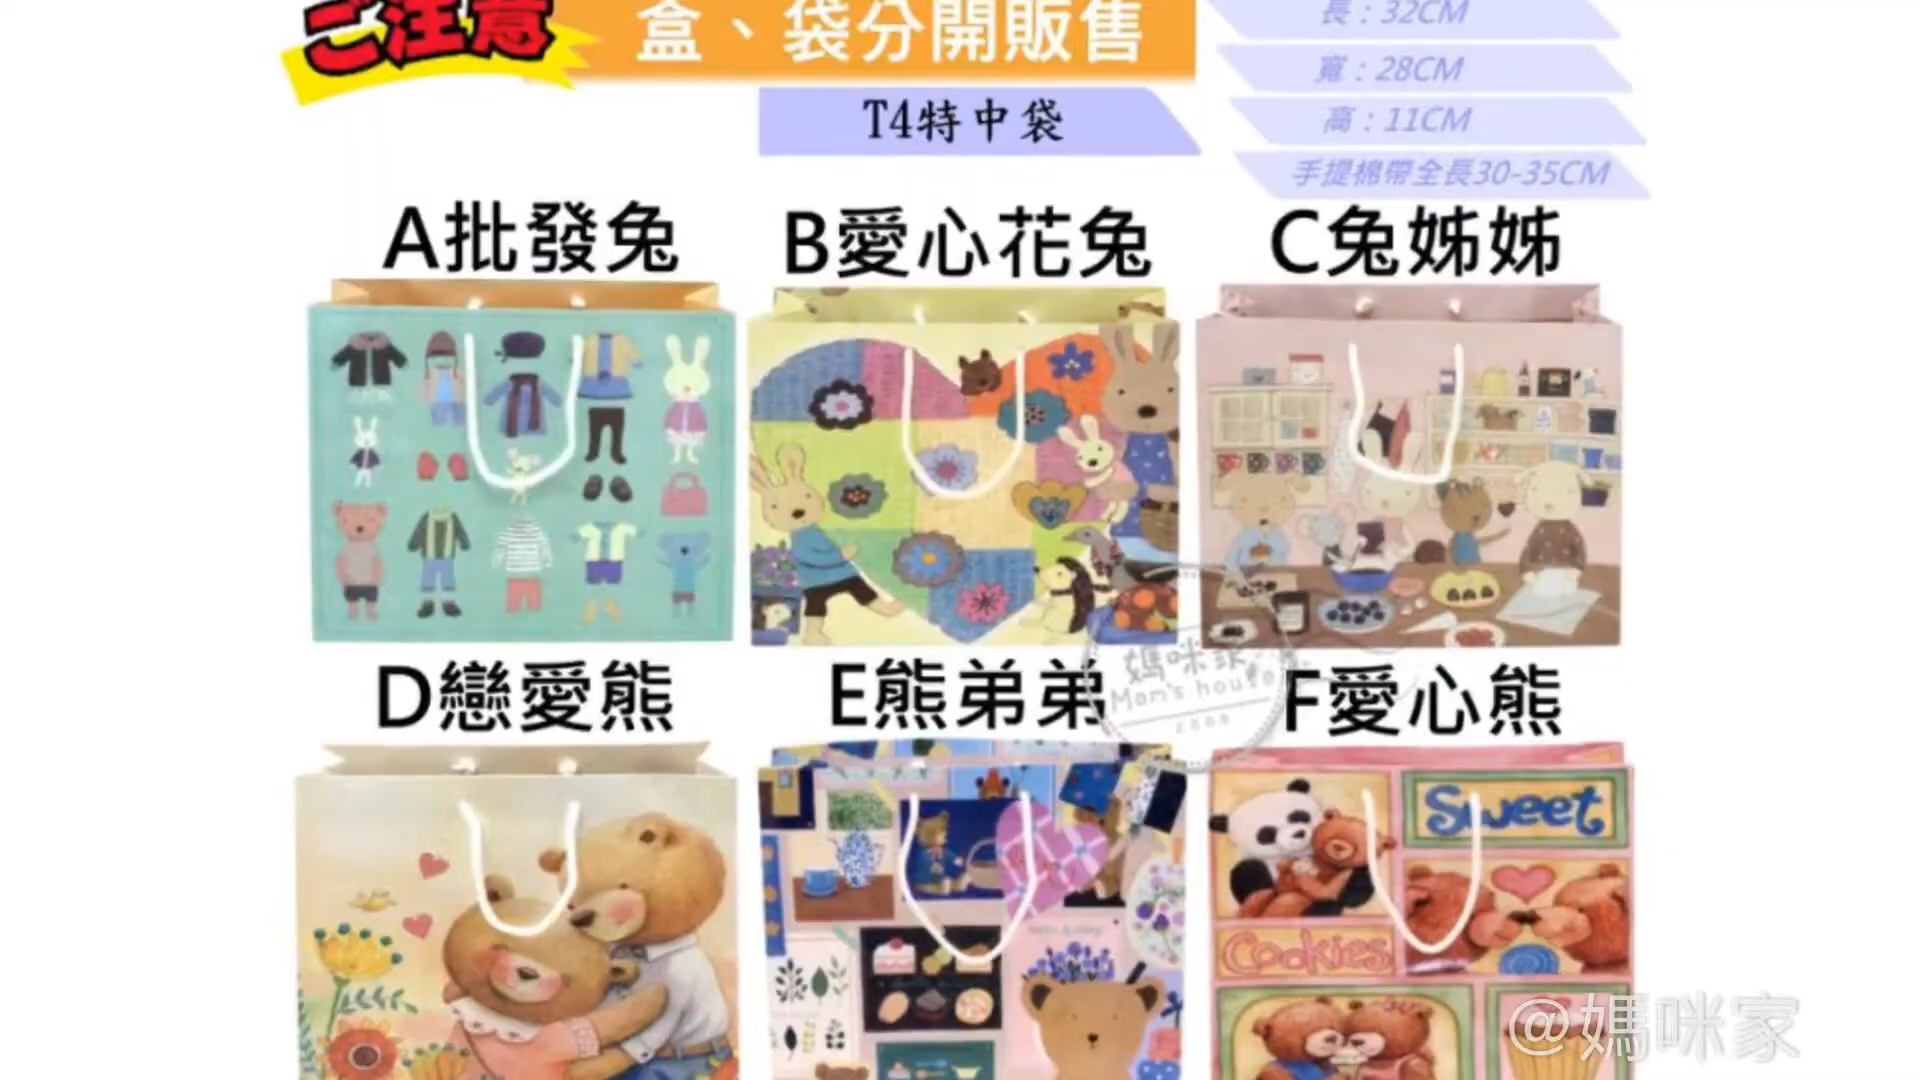 ご注意
盒、袋分開販售
長：32CM
寬：28CM
高：11CM
手提棉帶全長30-35CM
T4特中袋
A批發兔
B愛心花兔
C兔姊姊
D戀愛熊
E熊弟弟
F愛心熊
媽咪家
Mom's house
Sweet
Cookies
@媽咪家